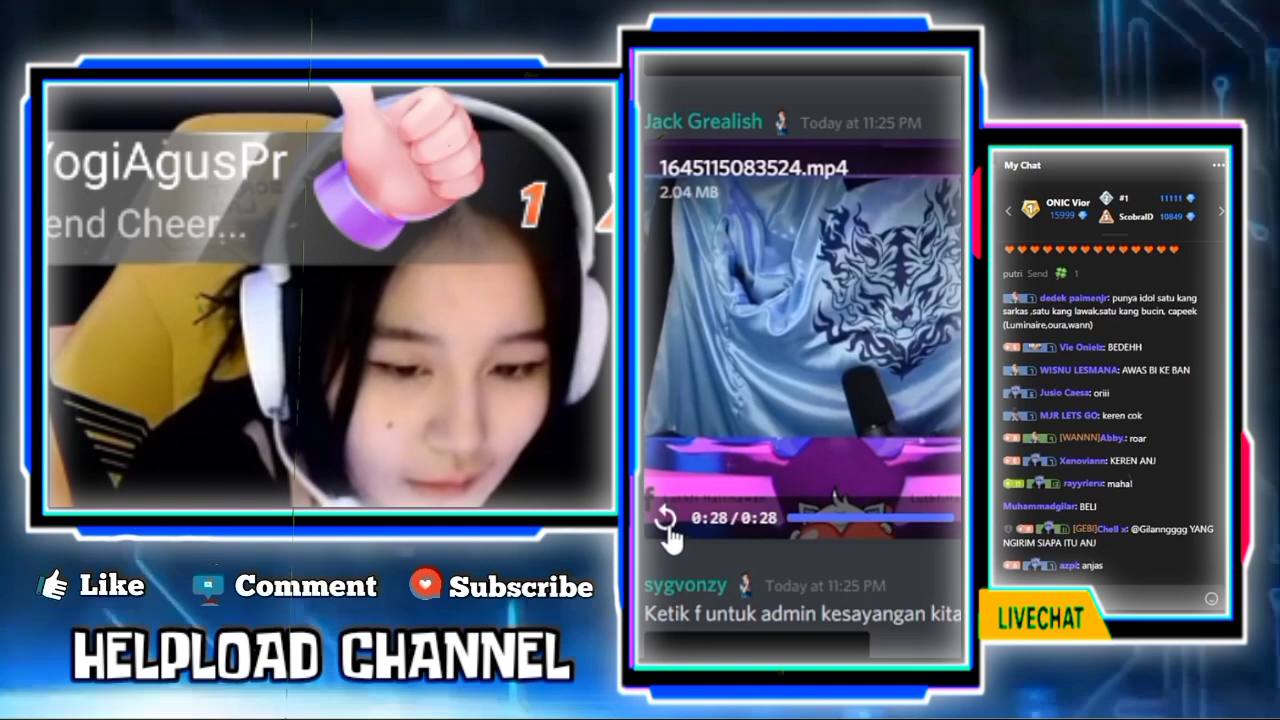 YogiAgusPr
end Cheer...
1
Like
Comment
Subscribe
HELPLOAD CHANNEL
Jack Grealish Today at 11:25 PM
1645115083524.mp4
2.04 MB
0:28/0:28
sygvonzy Today at 11:25 PM
Ketik f untuk admin kesayangan kita
My Chat
ONIC Vior
15999
#1
11111
ScobraID 10849
putri Send 1
dedek paimenjr: punya idol satu kang
sarkas ,satu kang lawak,satu kang bucin, capeek
(Luminaire,oura,wann)
Vie Onielz: BEDEHH
WISNU LESMANA: AWAS BI KE BAN
Jusio Caesa: oriii
MJR LETS GO: keren cok
[WANNN]Abby.: roar
Xenoviann: KEREN ANJ
rayyrieru: mahal
Muhammadgilar: BELI
[GEBI]Chell x: @Gilanngggg YANG
NGIRIM SIAPA ITU ANJ
azpi: anjas
LIVECHAT